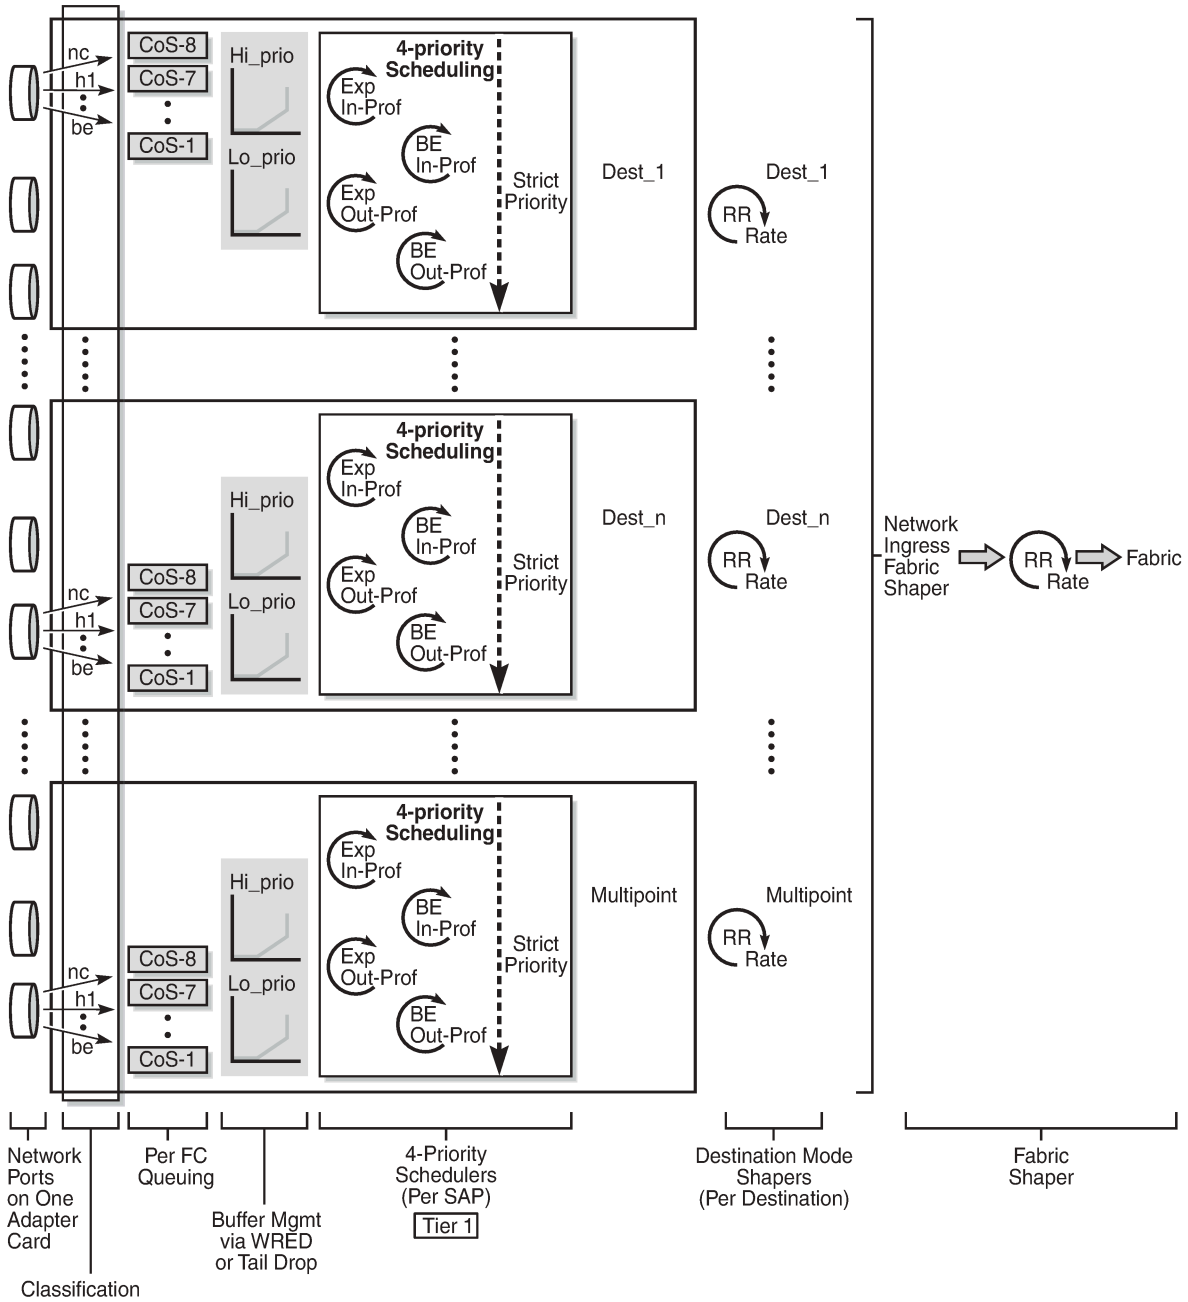 nc
h1
be
CoS-8
CoS-7
CoS-1
Hi_prio
Lo_prio
4-priority
Scheduling
Exp
In-Prof
BE
In-Prof
Exp
Out-Prof
BE
Out-Prof
Strict
Priority
Dest_1
Dest_1
RR
Rate
nc
h1
be
CoS-8
CoS-7
CoS-1
Hi_prio
Lo_prio
4-priority
Scheduling
Exp
In-Prof
BE
In-Prof
Exp
Out-Prof
BE
Out-Prof
Strict
Priority
Dest_n
Dest_n
RR
Rate
Network
Ingress
Fabric
Shaper
RR
Rate
Fabric
nc
h1
be
CoS-8
CoS-7
CoS-1
Hi_prio
Lo_prio
4-priority
Scheduling
Exp
In-Prof
BE
In-Prof
Exp
Out-Prof
BE
Out-Prof
Strict
Priority
Multipoint
Multipoint
RR
Rate
Network
Ports
on One
Adapter
Card
Classification
Per FC
Queuing
Buffer Mgmt
via WRED
or Tail Drop
4-Priority
Schedulers
(Per SAP)
Tier 1
Destination Mode
Shapers
(Per Destination)
Fabric
Shaper